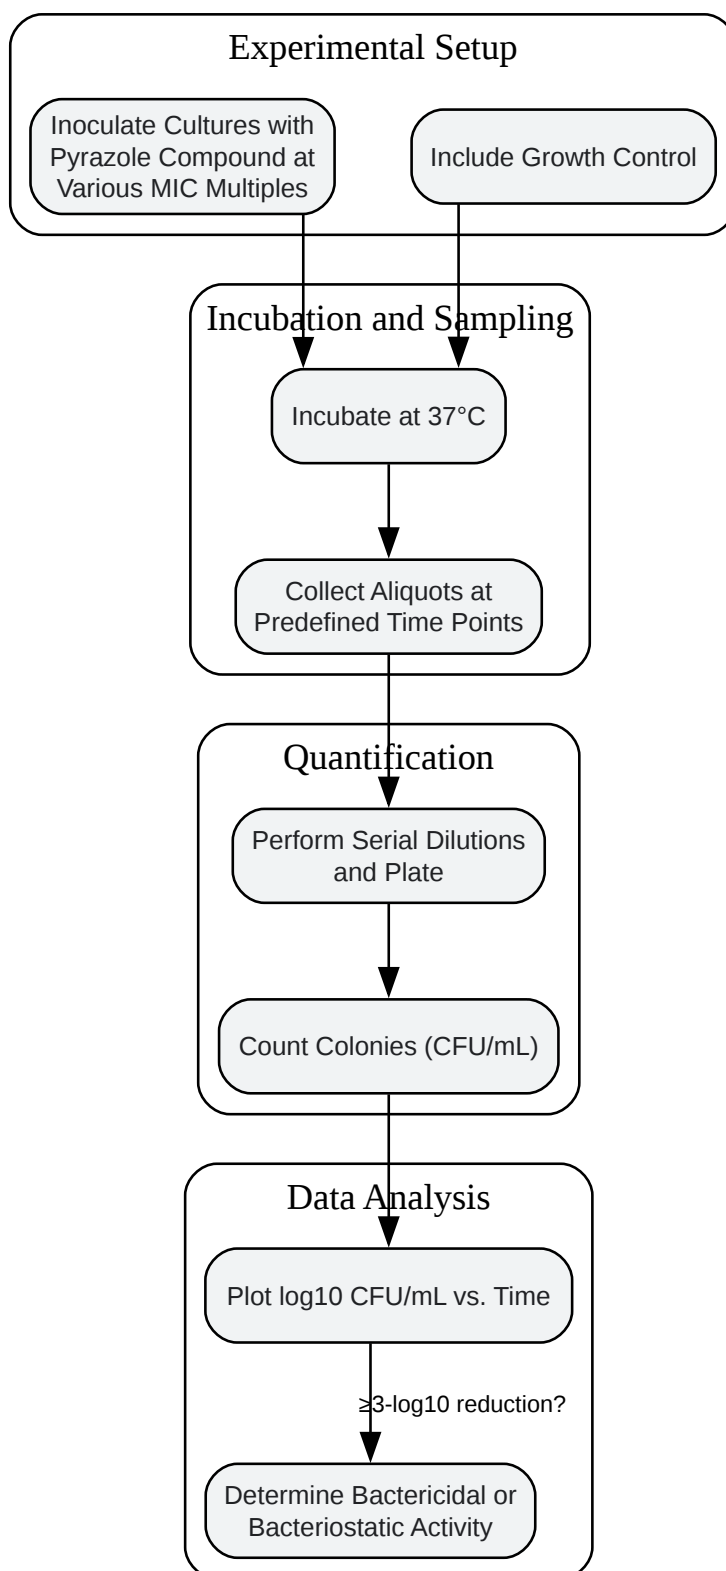 Experimental Setup
Inoculate Cultures with
Pyrazole Compound at
Various MIC Multiples
Include Growth Control
Incubation and Sampling
Incubate at 37°C
Collect Aliquots at
Predefined Time Points
Quantification
Perform Serial Dilutions
and Plate
Count Colonies (CFU/mL)
Data Analysis
Plot log10 CFU/mL vs. Time
≥3-log10 reduction?
Determine Bactericidal or
Bacteriostatic Activity